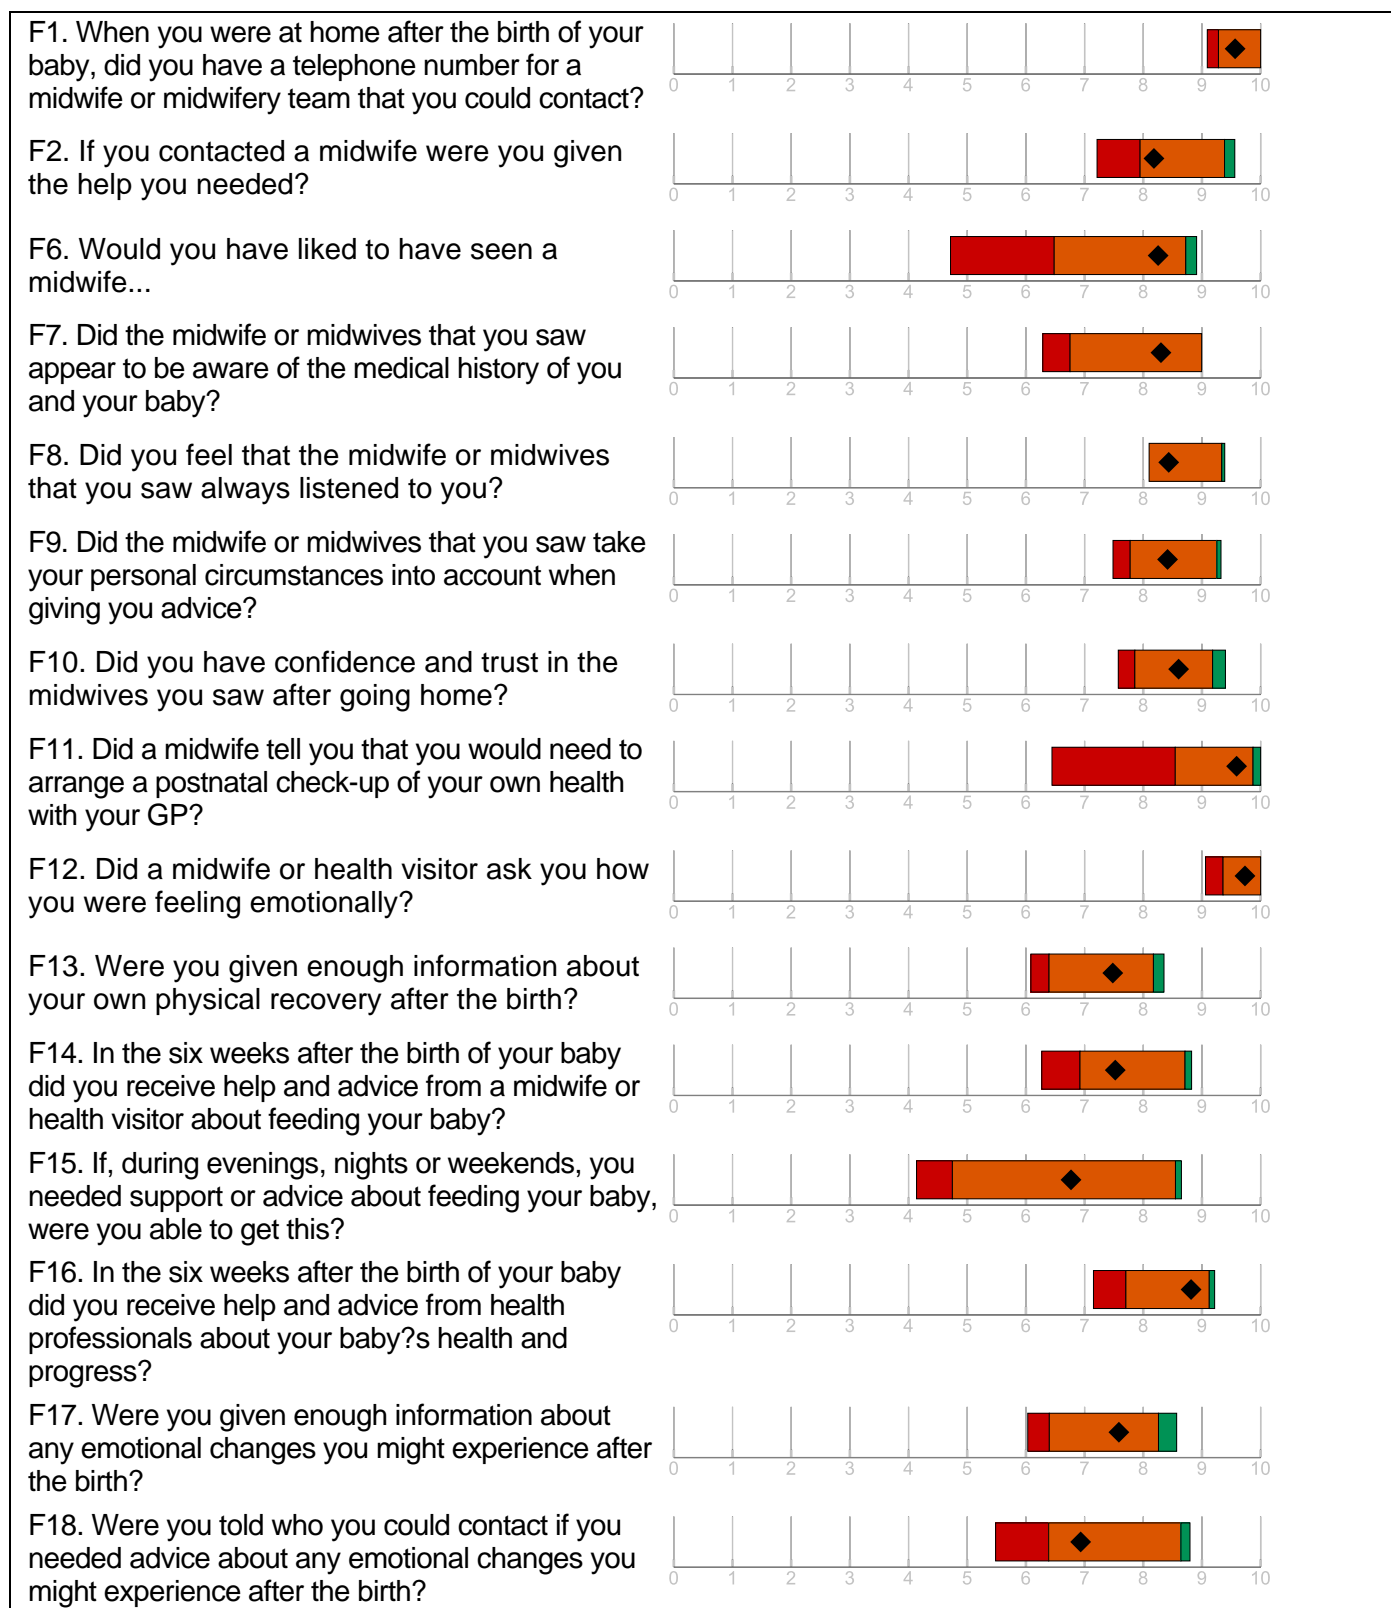 F1. When you were at home after the birth of your
baby, did you have a telephone number for a
midwife or midwifery team that you could contact?
0 1 2 3 4 5 6 7 8 9 10
F2. If you contacted a midwife were you given
the help you needed?
0 1 2 3 4 5 6 7 8 9 10
F6. Would you have liked to have seen a
midwife...
0 1 2 3 4 5 6 7 8 9 10
F7. Did the midwife or midwives that you saw
appear to be aware of the medical history of you
and your baby?
0 1 2 3 4 5 6 7 8 9 10
F8. Did you feel that the midwife or midwives
that you saw always listened to you?
0 1 2 3 4 5 6 7 8 9 10
F9. Did the midwife or midwives that you saw take
your personal circumstances into account when
giving you advice?
0 1 2 3 4 5 6 7 8 9 10
F10. Did you have confidence and trust in the
midwives you saw after going home?
0 1 2 3 4 5 6 7 8 9 10
F11. Did a midwife tell you that you would need to
arrange a postnatal check-up of your own health
with your GP?
0 1 2 3 4 5 6 7 8 9 10
F12. Did a midwife or health visitor ask you how
you were feeling emotionally?
0 1 2 3 4 5 6 7 8 9 10
F13. Were you given enough information about
your own physical recovery after the birth?
0 1 2 3 4 5 6 7 8 9 10
F14. In the six weeks after the birth of your baby
did you receive help and advice from a midwife or
health visitor about feeding your baby?
0 1 2 3 4 5 6 7 8 9 10
F15. If, during evenings, nights or weekends, you
needed support or advice about feeding your baby,
were you able to get this?
0 1 2 3 4 5 6 7 8 9 10
F16. In the six weeks after the birth of your baby
did you receive help and advice from health
professionals about your baby?s health and
progress?
0 1 2 3 4 5 6 7 8 9 10
F17. Were you given enough information about
any emotional changes you might experience after
the birth?
0 1 2 3 4 5 6 7 8 9 10
F18. Were you told who you could contact if you
needed advice about any emotional changes you
might experience after the birth?
0 1 2 3 4 5 6 7 8 9 10